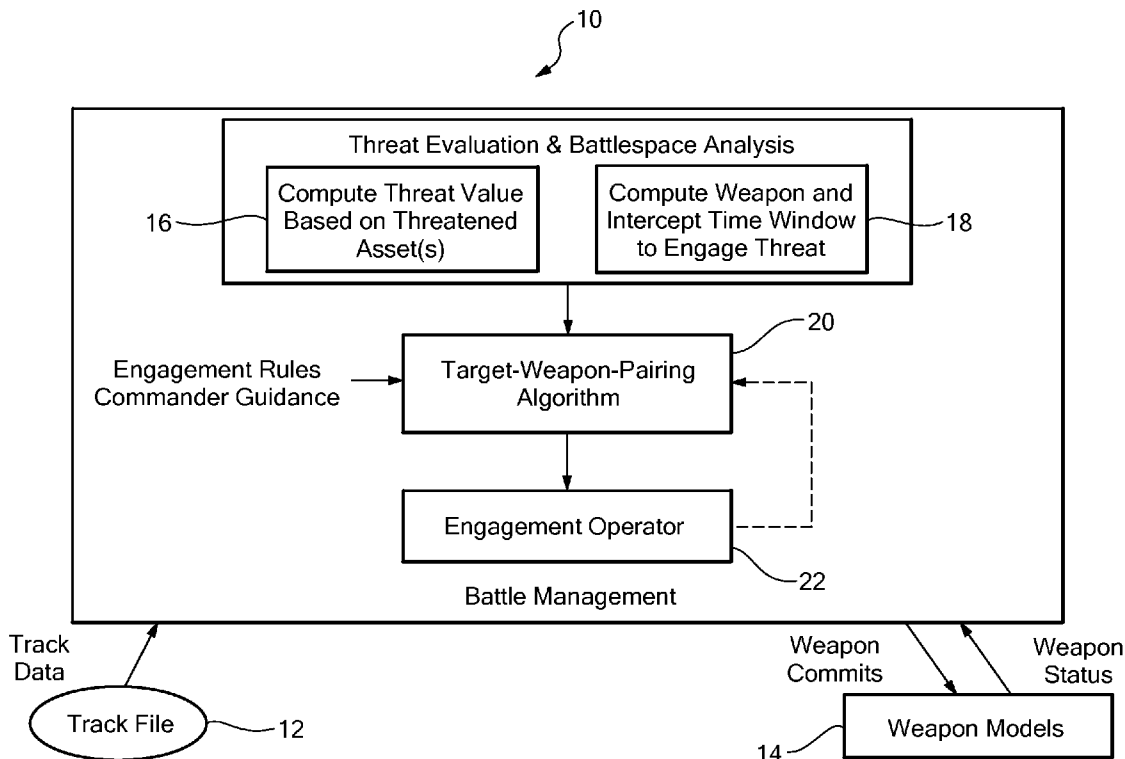 10
Threat Evaluation & Battlespace Analysis
Compute Threat Value
Based on Threatened
Asset(s)
16
Compute Weapon and
Intercept Time Window
to Engage Threat
18
20
Engagement Rules
Commander Guidance
Target-Weapon-Pairing
Algorithm
Engagement Operator
22
Battle Management
Track
Data
Track File
12
Weapon
Commits
Weapon
Status
Weapon Models
14